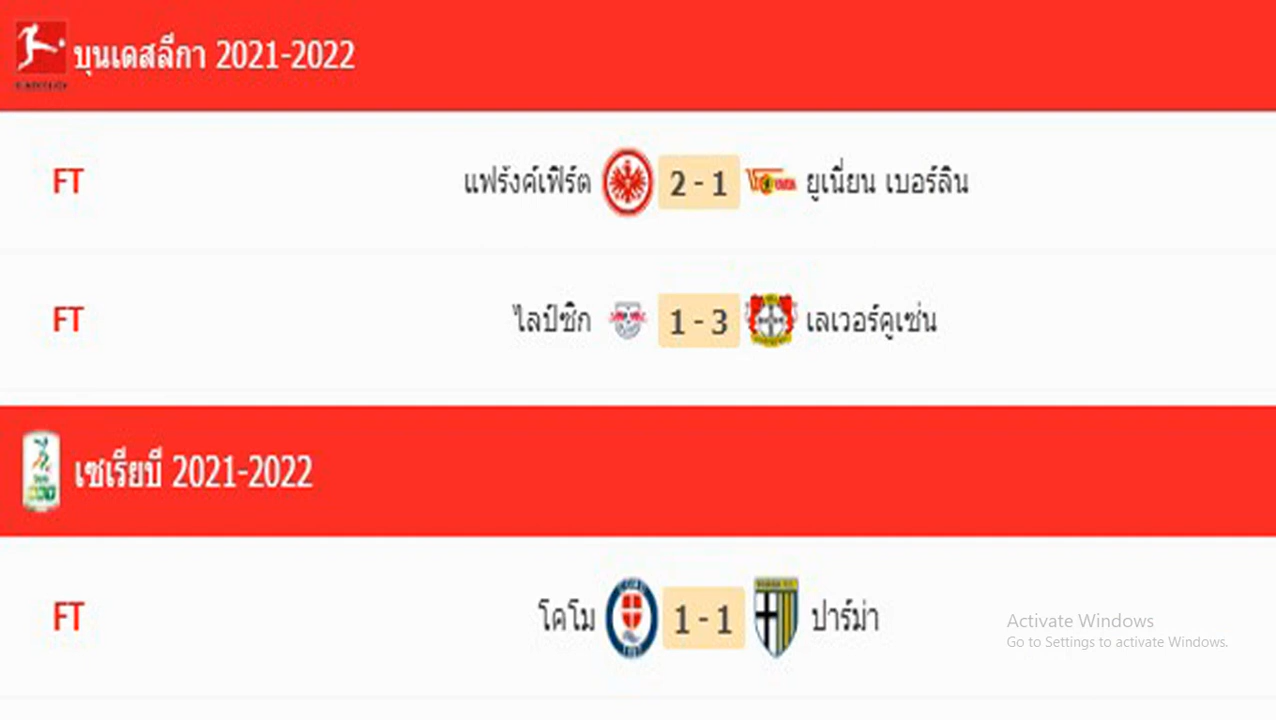 บุนเดสลีกา 2021-2022
FT แฟร้งค์เฟิร์ต 2 - 1 ยูเนี่ยน เบอร์ลิน
FT ไลป์ซิก 1 - 3 เลเวอร์คูเซ่น
เซเรียบี 2021-2022
FT โคโม 1 - 1 ปาร์ม่า
Activate Windows
Go to Settings to activate Windows.